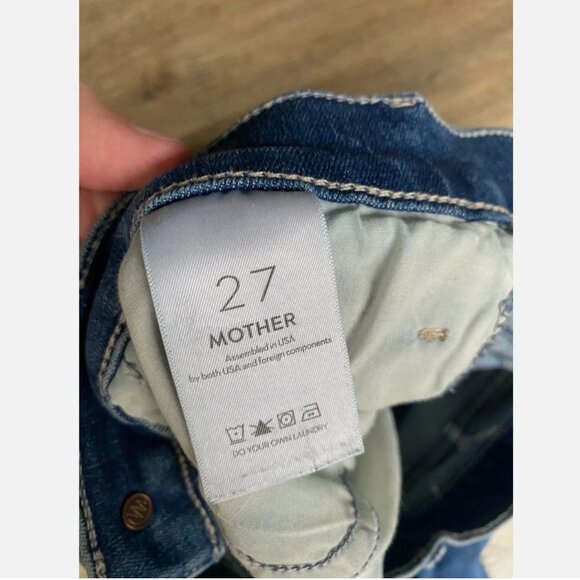 27
MOTHER
Assembled in USA
by both USA and foreign components
DO YOUR OWN LAUNDRY